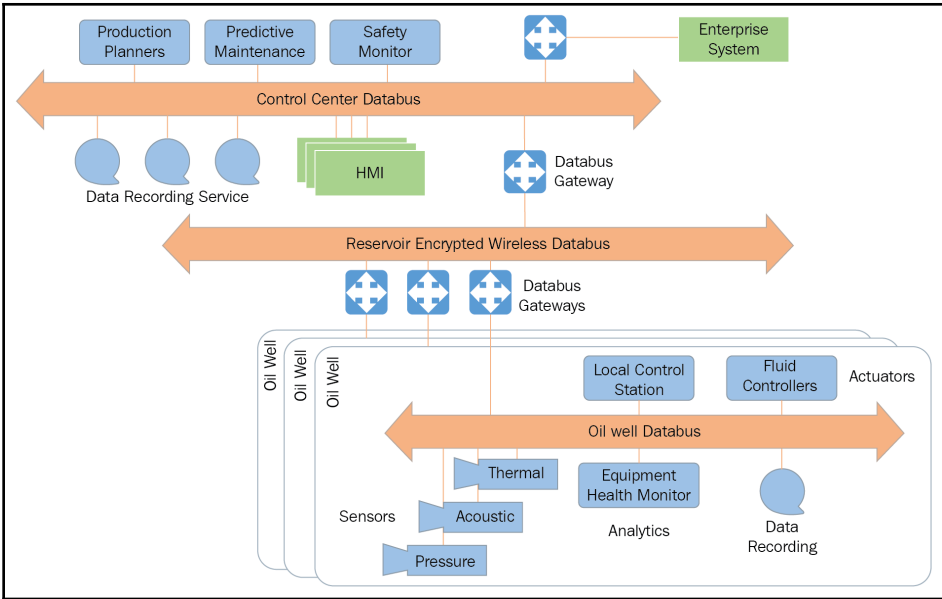 Production
Planners
Predictive
Maintenance
Safety
Monitor
Enterprise
System
Control Center Databus
Data Recording Service
HMI
Databus
Gateway
Reservoir Encrypted Wireless Databus
Databus
Gateways
Oil Well
Oil Well
Oil Well
Local Control
Station
Fluid
Controllers
Actuators
Oil well Databus
Thermal
Equipment
Health Monitor
Sensors
Acoustic
Analytics
Data
Recording
Pressure